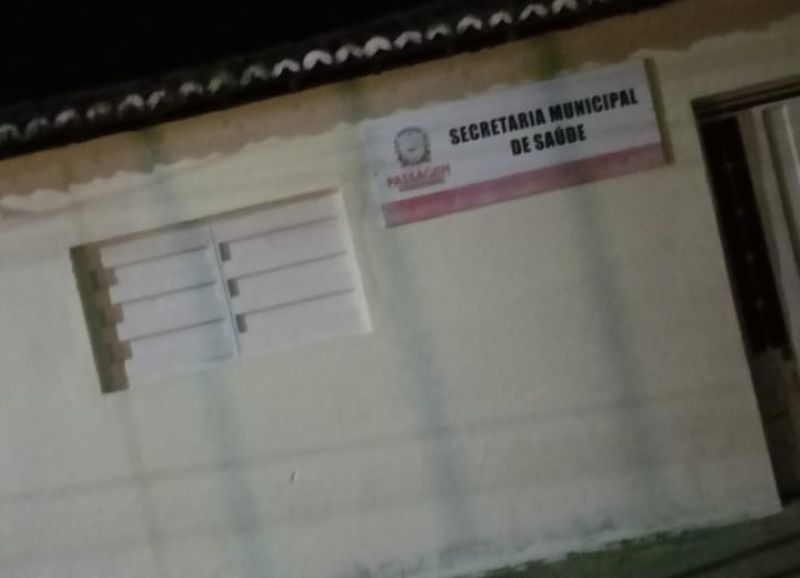 SECRETARIA MUNICIPAL
DE SAÚDE
PASSAGEM